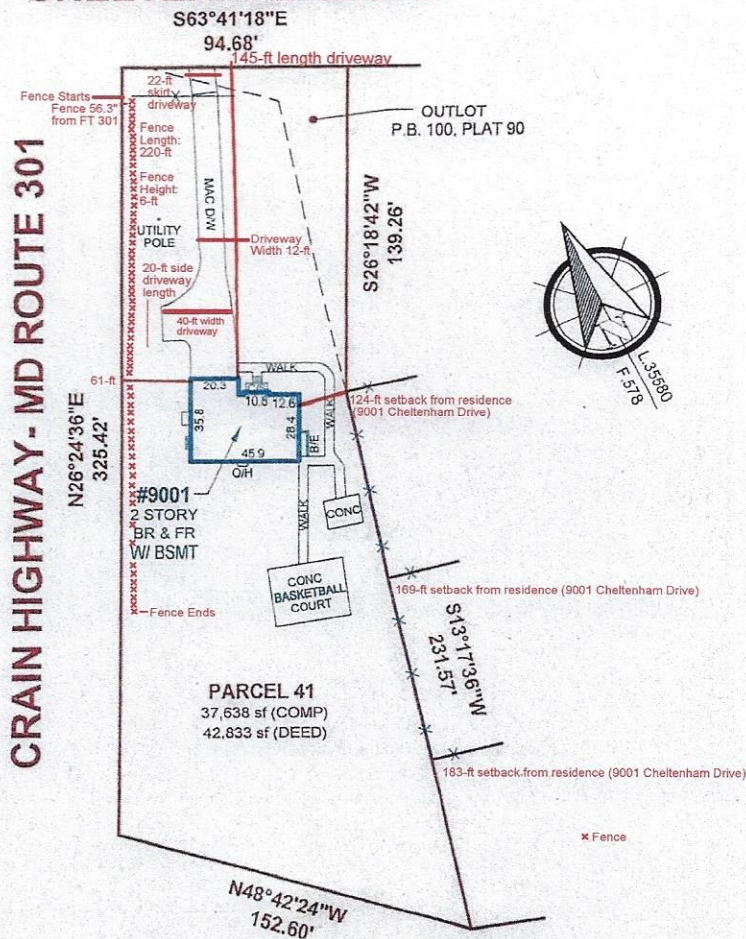 S63°41'18"E
94.68'
145-ft length driveway
22-ft
skirt
driveway
Fence Starts
Fence 56.3"
from FT 301
OUTLOT
P.B. 100, PLAT 90
Fence
Length:
220-ft
Fence
Height:
6-ft
CRAIN HIGHWAY- MD ROUTE 301
MAC D/W
S26°18'42"W
139.26'
UTILITY
POLE
Driveway
Width 12-ft
20-ft side
driveway
length
40-ft width
driveway
L.35580
F.578
N26°24'36"E
325.42'
61-ft
WALK
20.3
10.5
12.6
124-ft setback from residence
(9001 Cheltenham Drive)
35.8
28.4
B/E
WALK
45.9
O/H
#9001
2 STORY
BR & FR
W/ BSMT
WALK
CONC
CONC
BASKETBALL
COURT
169-ft setback from residence (9001 Cheltenham Drive)
Fence Ends
S13°17'36"W
231.57'
PARCEL 41
37,638 sf (COMP)
42.833 sf (DEED)
183-ft setback from residence (9001 Cheltenham Drive)
x Fence
N48°42'24"W
152.60'